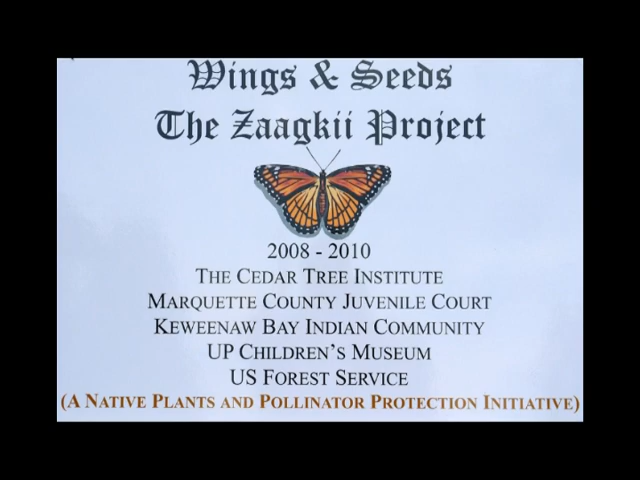 Wings & Seeds
The Zaagkii Project
2008 - 2010
THE CEDAR TREE INSTITUTE
MARQUETTE COUNTY JUVENILE COURT
KEWEENAW BAY INDIAN COMMUNITY
UP CHILDREN'S MUSEUM
US FOREST SERVICE
(A NATIVE PLANTS AND POLLINATOR PROTECTION INITIATIVE)